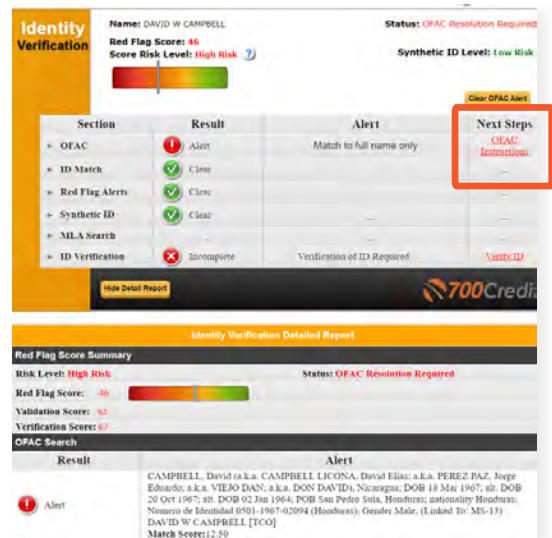 Identity
Verification
Name: DAVID W CAMPBELL
Status: OFAC Resolution Required
Red Flag Score: 46
Score Risk Level: High Risk ?
Synthetic ID Level: Low Risk
Clear OFAC Alert
Section Result Alert Next Steps
OFAC Alert Match to full name only OFAC Instructions
ID Match Clear ...
Red Flag Alerts Clear
Synthetic ID Clear ... ...
MLA Search ... ... ...
ID Verification Incomplete Verification of ID Required Verify ID
Hide Detail Report
700Credi
Identity Verification Detailed Report
Red Flag Score Summary
Risk Level: High Risk Status: OFAC Resolution Required
Red Flag Score: 46
Validation Score:
Verification Score: 67
OFAC Search
Result Alert
CAMPBELL, David (a.k.a. CAMPBELL LICONA, David Elias; a.k.a. PEREZ PAZ, Jorge
Eduardo; a.k.a. VIEJO DAN; a.k.a. DON DAVID), Nicaragua; DOB 18 Mar 1967; alt. DOB
20 Oct 1967; alt. DOB 02 Jan 1964; POB San Pedro Sula, Honduras; nationality Honduras;
Alert
Numero de Identidad 0501-1967-02094 (Honduras); Gender Male. (Linked To: MS-13)
DAVID W CAMPBELL [TCO]
Match Score:12.50